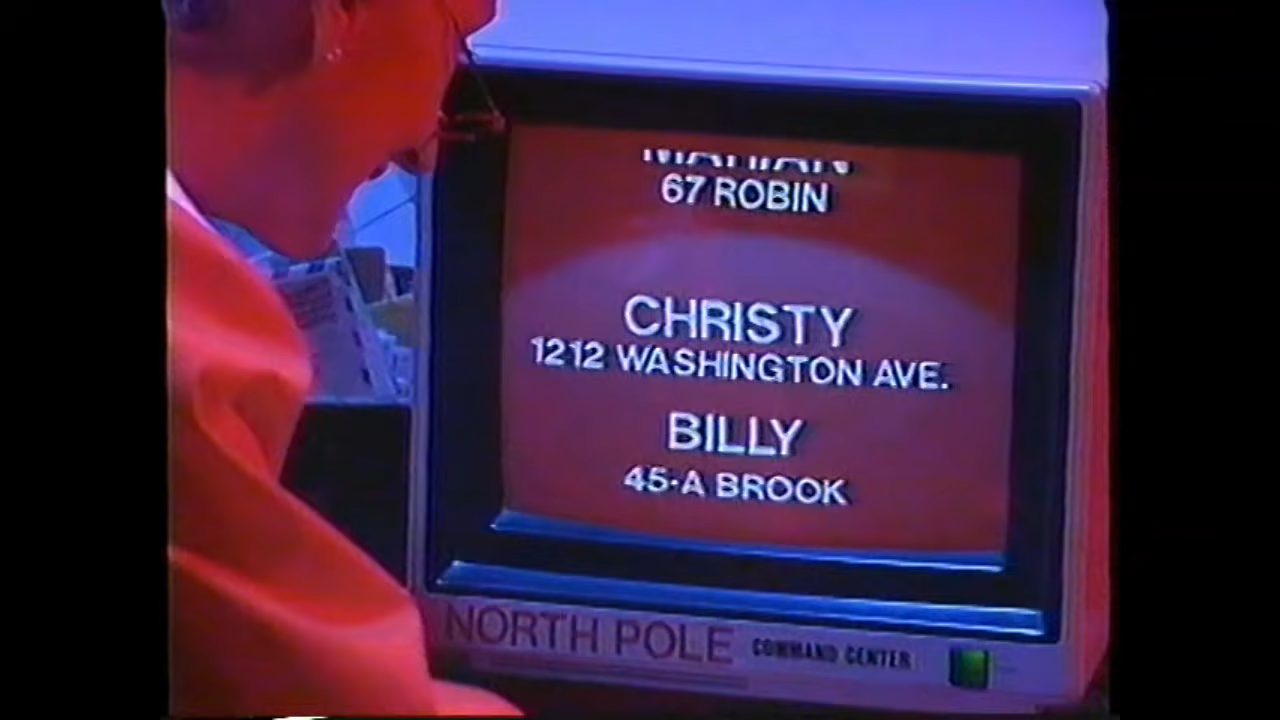 67 ROBIN
CHRISTY
1212 WASHINGTON AVE.
BILLY
45-A BROOK
NORTH POLE COMMAND CENTER